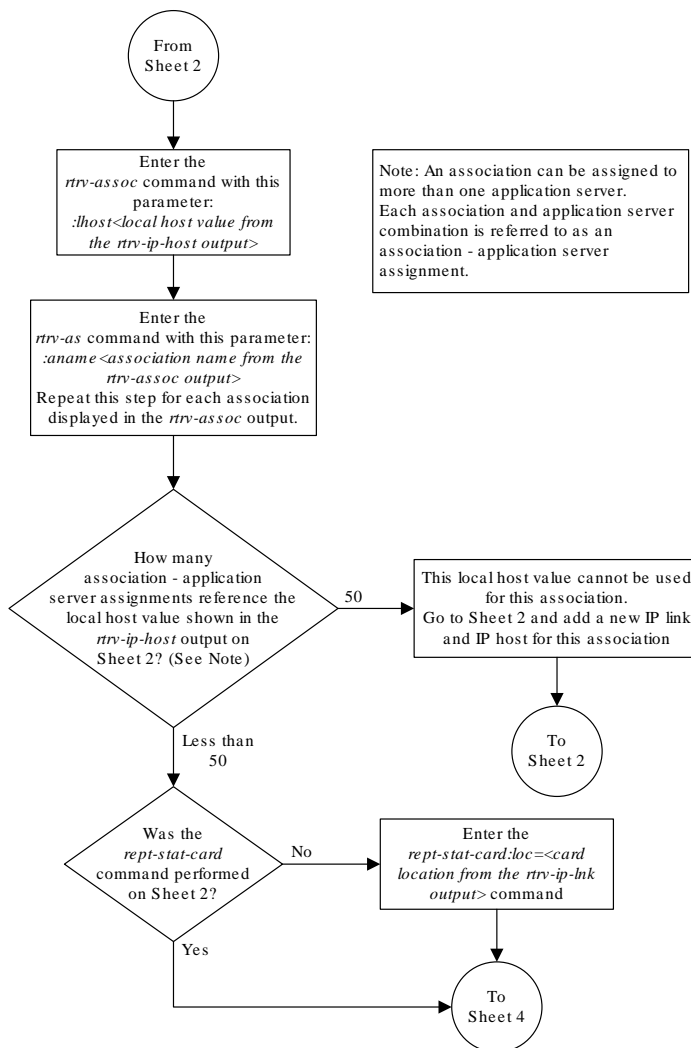 From
Sheet 2
Enter the
rtrv-assoc command with this
parameter:
:lhost<local host value from
the rtrv-ip-host output>
Note: An association can be assigned to
more than one application server.
Each association and application server
combination is referred to as an
association - application server
assignment.
Enter the
rtrv-as command with this parameter:
:aname<association name from the
rtrv-assoc output>
Repeat this step for each association
displayed in the rtrv-assoc output.
How many
association - application
server assignments reference the
local host value shown in the
rtrv-ip-host output on
Sheet 2? (See Note)
50
This local host value cannot be used
for this association.
Go to Sheet 2 and add a new IP link
and IP host for this association
To
Sheet 2
Less than
50
Was the
rept-stat-card
command performed
on Sheet 2?
No
Enter the
rept-stat-card:loc=<card
location from the rtrv-ip-lnk
output> command
Yes
To
Sheet 4